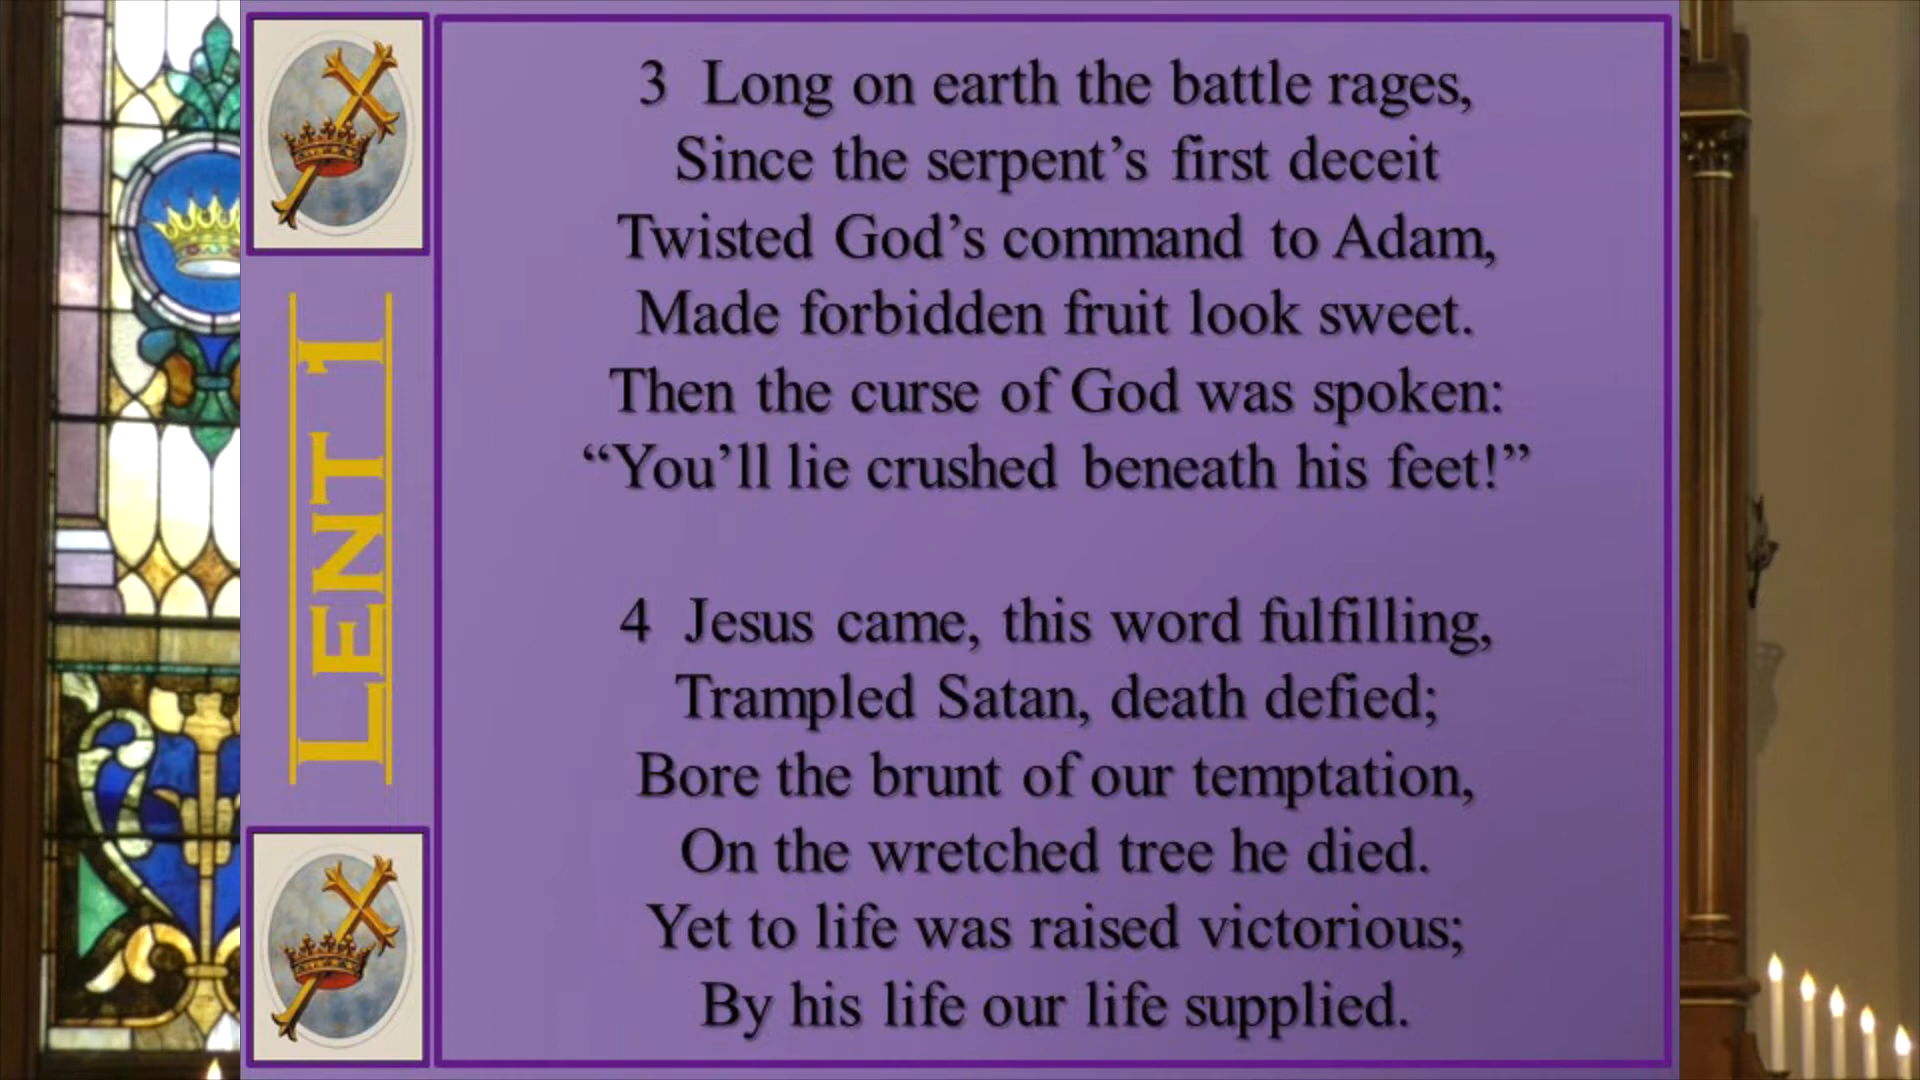 LENT 1
3 Long on earth the battle rages,
Since the serpent’s first deceit
Twisted God’s command to Adam,
Made forbidden fruit look sweet.
Then the curse of God was spoken:
“You’ll lie crushed beneath his feet!”
4 Jesus came, this word fulfilling,
Trampled Satan, death defied;
Bore the brunt of our temptation,
On the wretched tree he died.
Yet to life was raised victorious;
By his life our life supplied.